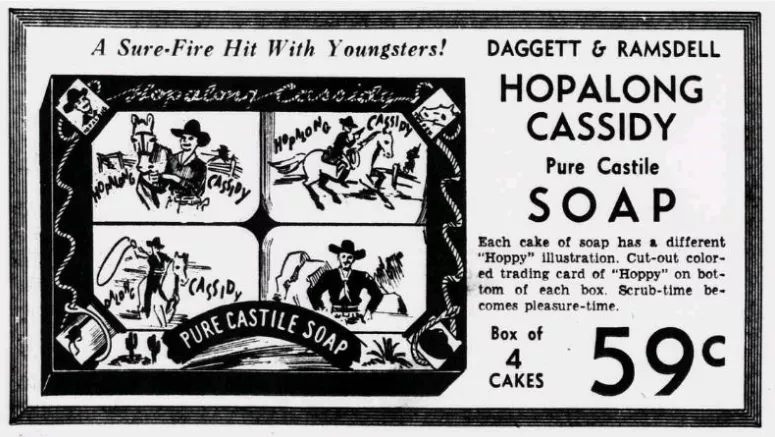 A Sure-Fire Hit With Youngsters!
Hopalong Cassidy
HOPALONG CASSIDY
HOPALONG CASSIDY
ALONG CASSIDY
PURE CASTILE SOAP
DAGGETT & RAMSDELL
HOPALONG
CASSIDY
Pure Castile
SOAP
Each cake of soap has a different
"Hoppy" illustration. Cut-out color-
ed trading card of "Hoppy" on bot-
tom of each box. Scrub-time be-
comes pleasure-time.
Box of
4
CAKES
59c